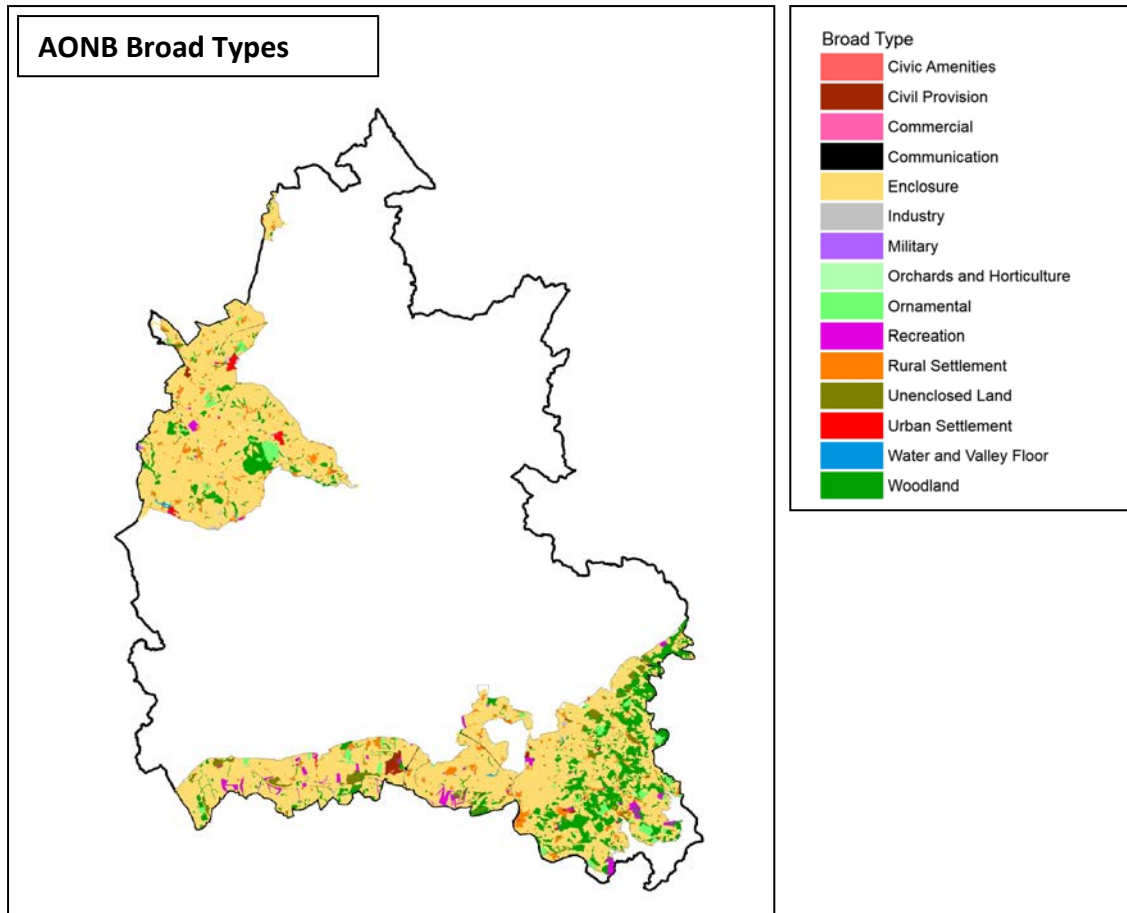 AONB Broad Types
Broad Type
Civic Amenities
Civil Provision
Commercial
Communication
Enclosure
Industry
Military
Orchards and Horticulture
Ornamental
Recreation
Rural Settlement
Unenclosed Land
Urban Settlement
Water and Valley Floor
Woodland